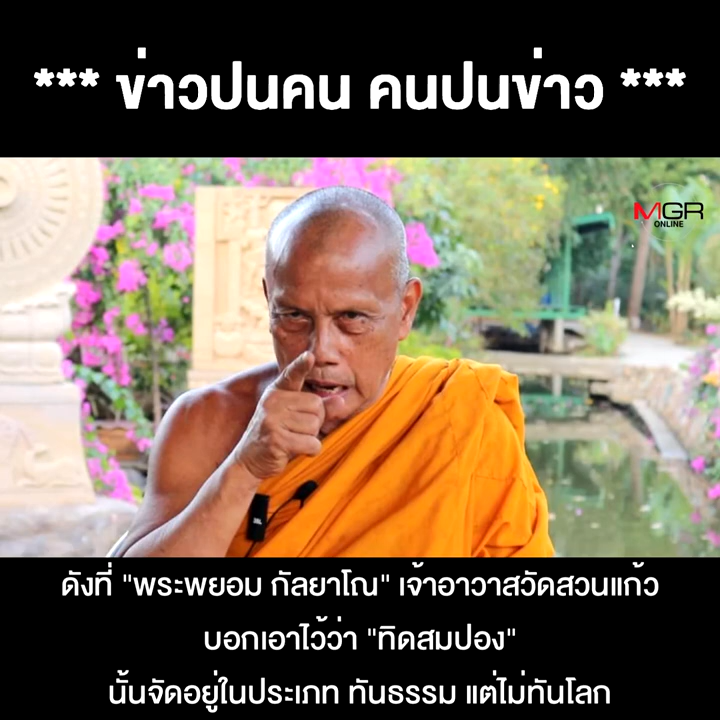 *** ข่าวปนคน คนปนข่าว ***
MGR
ONLINE
ดังที่ "พระพยอม กัลยาโณ" เจ้าอาวาสวัดสวนแก้ว
บอกเอาไว้ว่า "ทิดสมปอง"
นั้นจัดอยู่ในประเภท ทันธรรม แต่ไม่ทันโลก